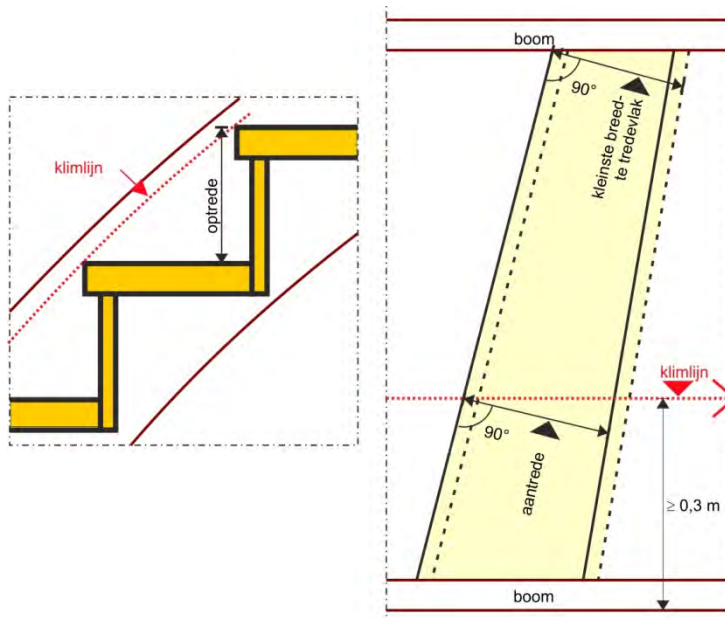 klimlijn
optrede
boom
90°
kleinste breed-
te tredevlak
klimlijn
90°
aantrede
≥ 0,3 m
boom